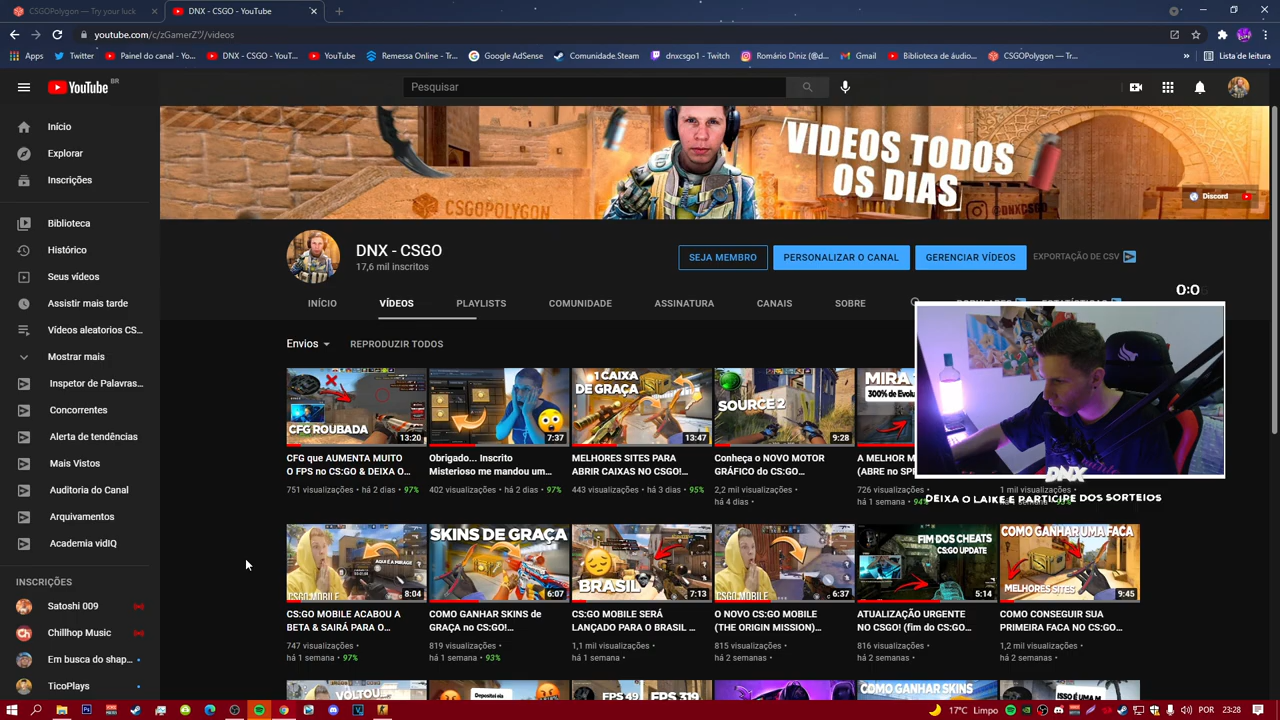 CSGOPolygon — Try your luck
DNX - CSGO - YouTube
youtube.com/c/zGamerZ
/videos
Apps
Twitter
Painel do canal - Yo...
DNX - CSGO - YouT...
YouTube
Remessa Online - Tr...
Google AdSense
Comunidade Steam
dnxcsgo1 - Twitch
Romário Diniz (@d...
Gmail
Biblioteca de áudio...
CSGOPolygon — Tr...
Lista de leitura
YouTube BR
Pesquisar
Início
Explorar
Inscrições
Biblioteca
Histórico
Seus vídeos
Assistir mais tarde
Vídeos aleatorios CS...
Mostrar mais
Inspetor de Palavras...
Concorrentes
Alerta de tendências
Mais Vistos
Auditoria do Canal
Arquivamentos
Academia vidIQ
INSCRIÇÕES
Satoshi 009
Chillhop Music
Em busca do shap...
TicoPlays
CSGOPOLYGON
VIDEOS TODOS
OS DIAS
@DNXCSGO
Discord
DNX - CSGO
17,6 mil inscritos
SEJA MEMBRO
PERSONALIZAR O CANAL
GERENCIAR VÍDEOS
EXPORTAÇÃO DE CSV
INÍCIO
VÍDEOS
PLAYLISTS
COMUNIDADE
ASSINATURA
CANAIS
SOBRE
0:0
Envios
REPRODUZIR TODOS
CFG ROUBADA
13:20
CFG que AUMENTA MUITO
O FPS no cs:GO & DEIXA O...
751 visualizações • há 2 dias • 97%
7:37
Obrigado... Inscrito
Misterioso me mandou um...
402 visualizações • há 2 dias • 97%
1 CAIXA
DE GRAÇA
13:47
MELHORES SITES PARA
ABRIR CAIXAS NO CSGO!...
443 visualizações • há 3 dias • 95%
SOURCE 2
9:28
Conheça o NOVO MOTOR
GRÁFICO do CS:GO...
2,2 mil visualizações •
há 4 dias •
MIRA
300% de Evolu
A MELHOR M
(ABRE no SP
726 visualizações •
há 1 semana • 94%
1 mil visualizações •
DNX
DEIXA O LAIKE E PARTICIPE DOS SORTEIOS
AQUI É A MIRAGE
CS:GO MOBILE
8:04
CS:GO MOBILE ACABOU A
BETA & SAIRÁ PARA O...
747 visualizações •
há 1 semana • 97%
SKINS DE GRAÇA
6:07
COMO GANHAR SKINS de
GRAÇA no CS:GO!...
819 visualizações •
há 1 semana • 93%
BRASIL
7:13
CS:GO MOBILE SERÁ
LANÇADO PARA O BRASIL ...
1,1 mil visualizações •
há 1 semana •
CSGO MOBILE
6:37
O NOVO CS:GO MOBILE
(THE ORIGIN MISSION)...
815 visualizações •
há 2 semanas •
FIM DOS CHEATS
CS:GO UPDATE
5:14
ATUALIZAÇÃO URGENTE
NO CSGO! (fim do CS:GO...
816 visualizações •
há 2 semanas •
COMO GANHAR UMA
FACA
MELHORES SITES
9:45
COMO CONSEGUIR SUA
PRIMEIRA FACA NO CS:GO...
1,2 mil visualizações •
há 2 semanas •
VOLTOU
Depositei ela
FPS 49
FPS 319
COMO GANHAR SKINS
ISSO É UMA M
17°C Limpo
POR
23:28